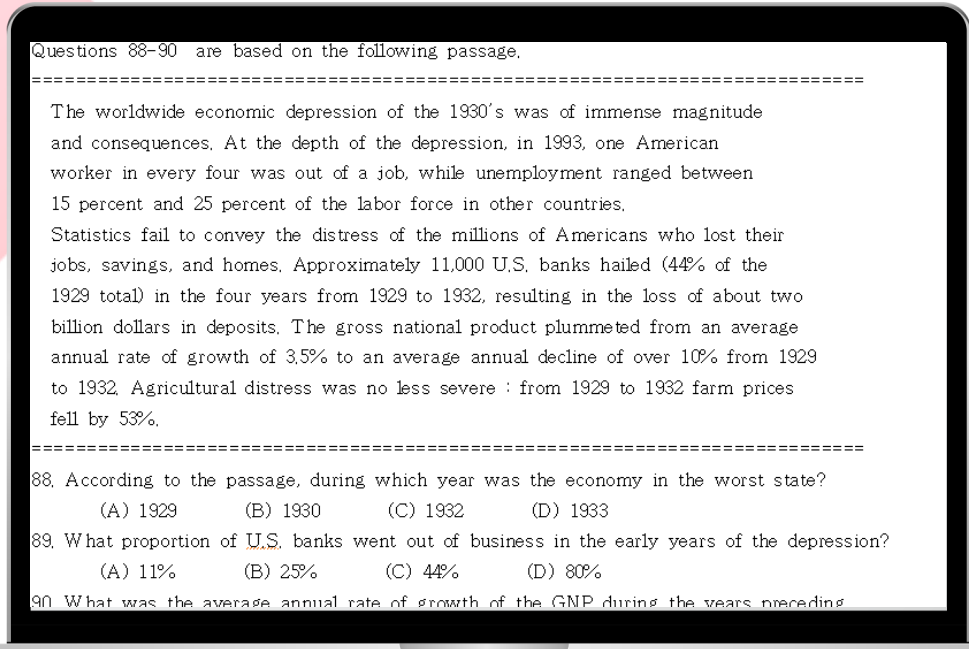 Questions 88-90 are based on the following passage.
================================================================================
The worldwide economic depression of the 1930's was of immense magnitude
and consequences. At the depth of the depression, in 1993, one American
worker in every four was out of a job, while unemployment ranged between
15 percent and 25 percent of the labor force in other countries.
Statistics fail to convey the distress of the millions of Americans who lost their
jobs, savings, and homes. Approximately 11,000 U.S. banks hailed (44% of the
1929 total) in the four years from 1929 to 1932, resulting in the loss of about two
billion dollars in deposits. The gross national product plummeted from an average
annual rate of growth of 3.5% to an average annual decline of over 10% from 1929
to 1932. Agricultural distress was no less severe : from 1929 to 1932 farm prices
fell by 53%.
================================================================================
88. According to the passage, during which year was the economy in the worst state?
(A) 1929 (B) 1930 (C) 1932 (D) 1933
89. What proportion of U.S. banks went out of business in the early years of the depression?
(A) 11% (B) 25% (C) 44% (D) 80%
90. What was the average annual rate of growth of the GNP during the years preceding